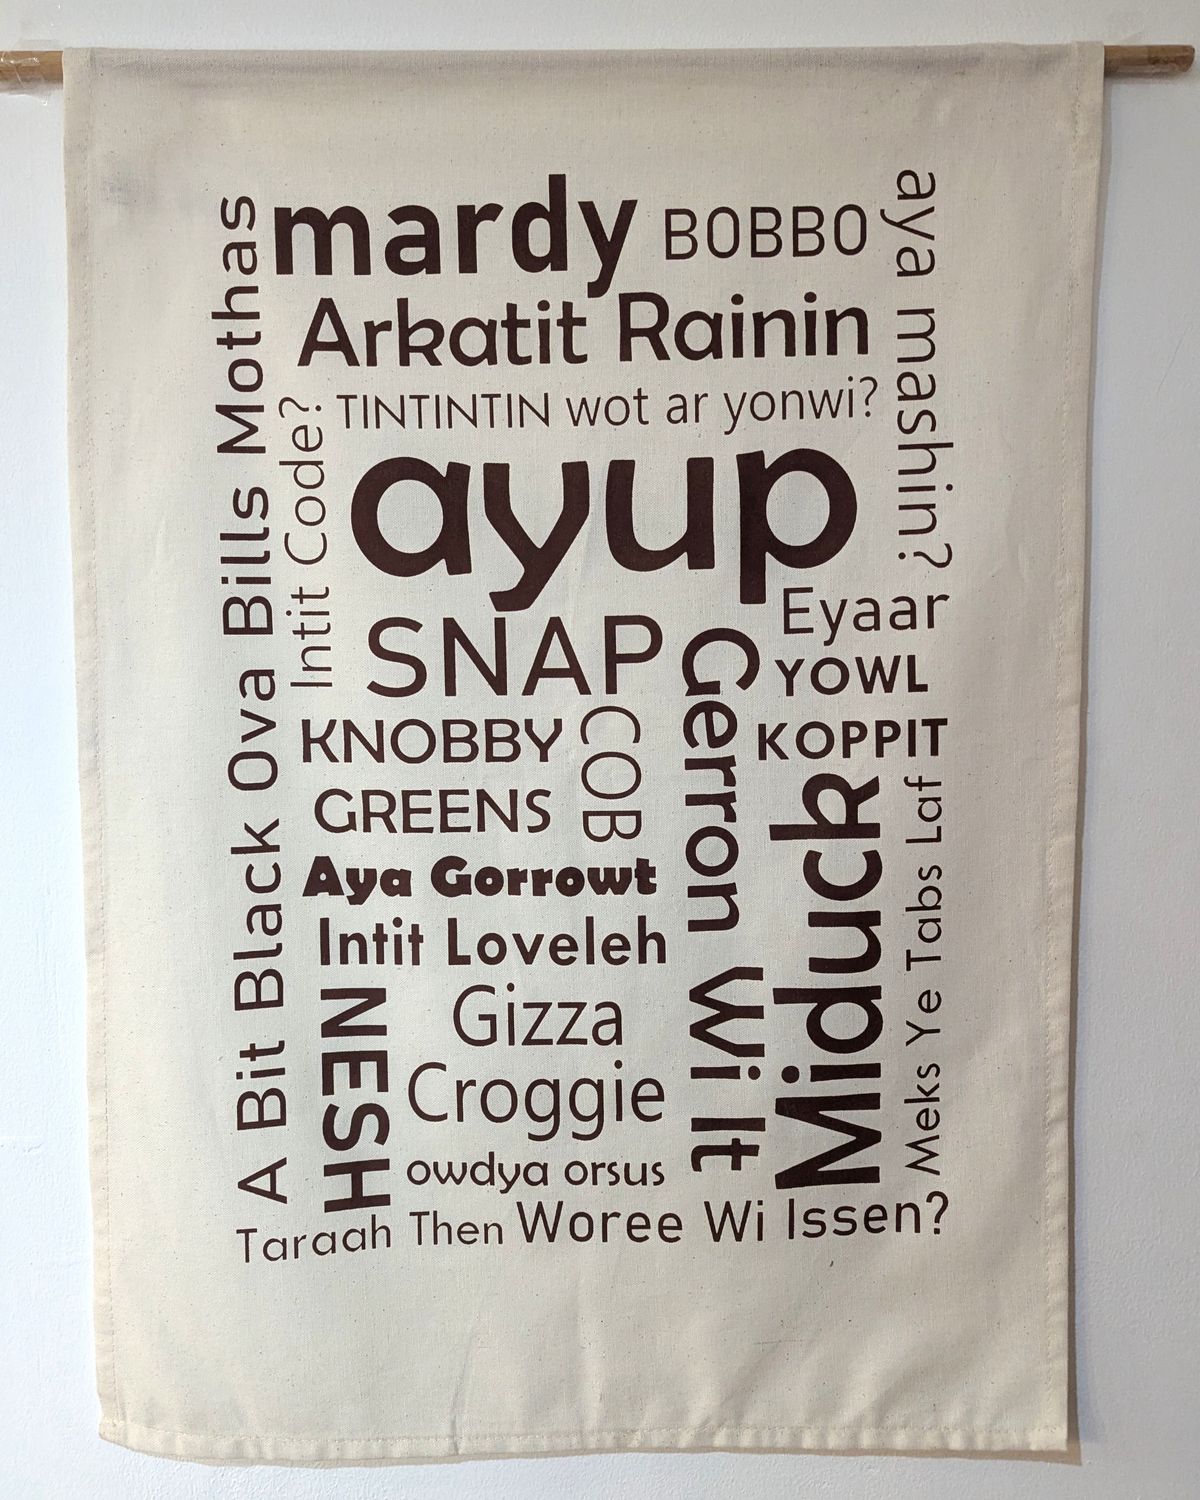 A Bit Black Ova Bills Mothas
mardy
BOBBO
aya mashin?
Arkatit Rainin
Intit Code?
TINTINTIN wot ar yonwi?
ayup
SNAP
Gerron Wi It
Eyaar
YOWL
KNOBBY
COB
KOPPIT
GREENS
Miduck
Meks Ye Tabs Laf
Aya Gorrowt
Intit Loveleh
NESH
Gizza
Croggie
owdya orsus
Taraah Then
Woree Wi Issen?